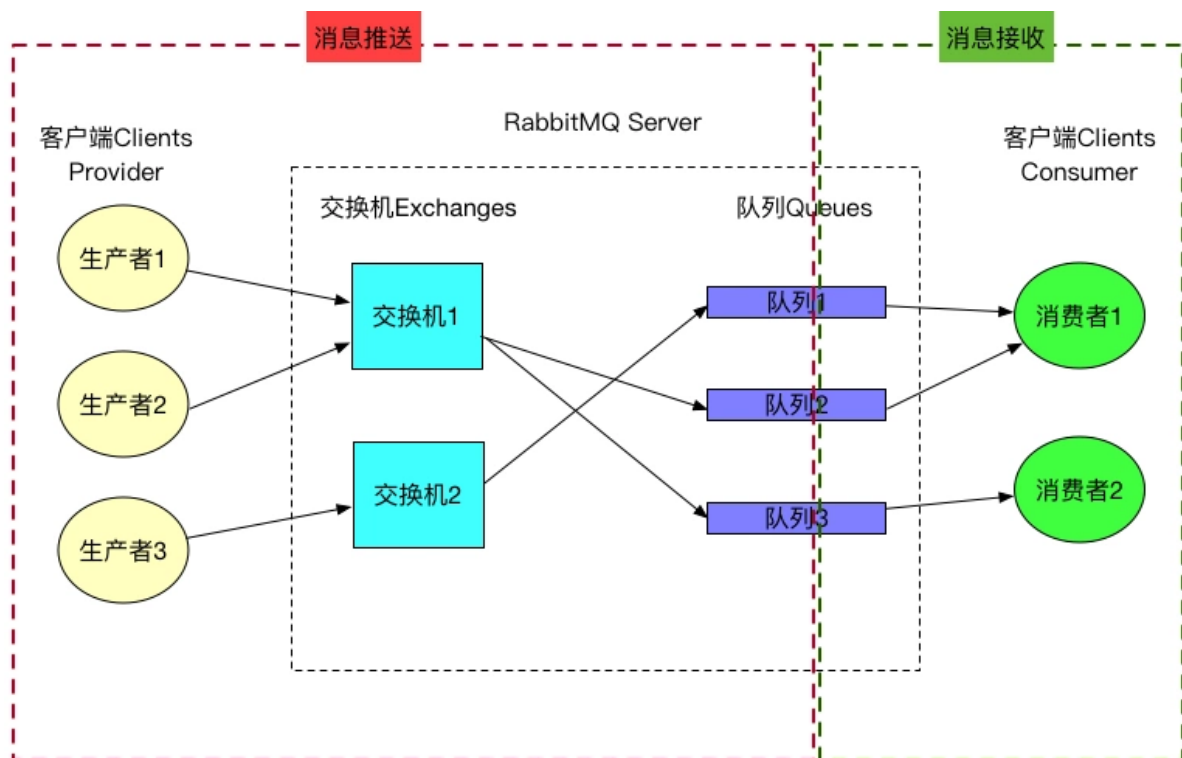 消息推送
消息接收
RabbitMQ Server
客户端Clients
Provider
客户端Clients
Consumer
交换机Exchanges
队列Queues
生产者1
交换机1
队列1
消费者1
生产者2
队列2
交换机2
消费者2
队列3
生产者3